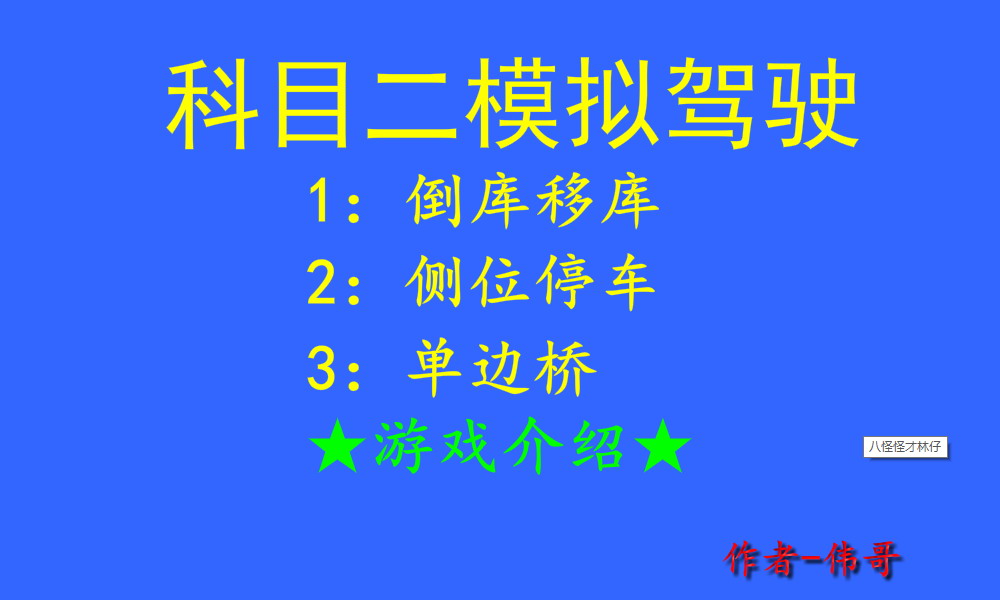 科目二模拟驾驶
1：倒库移库
2：侧位停车
3：单边桥
★游戏介绍★
八怪怪才林仔
作者-伟哥